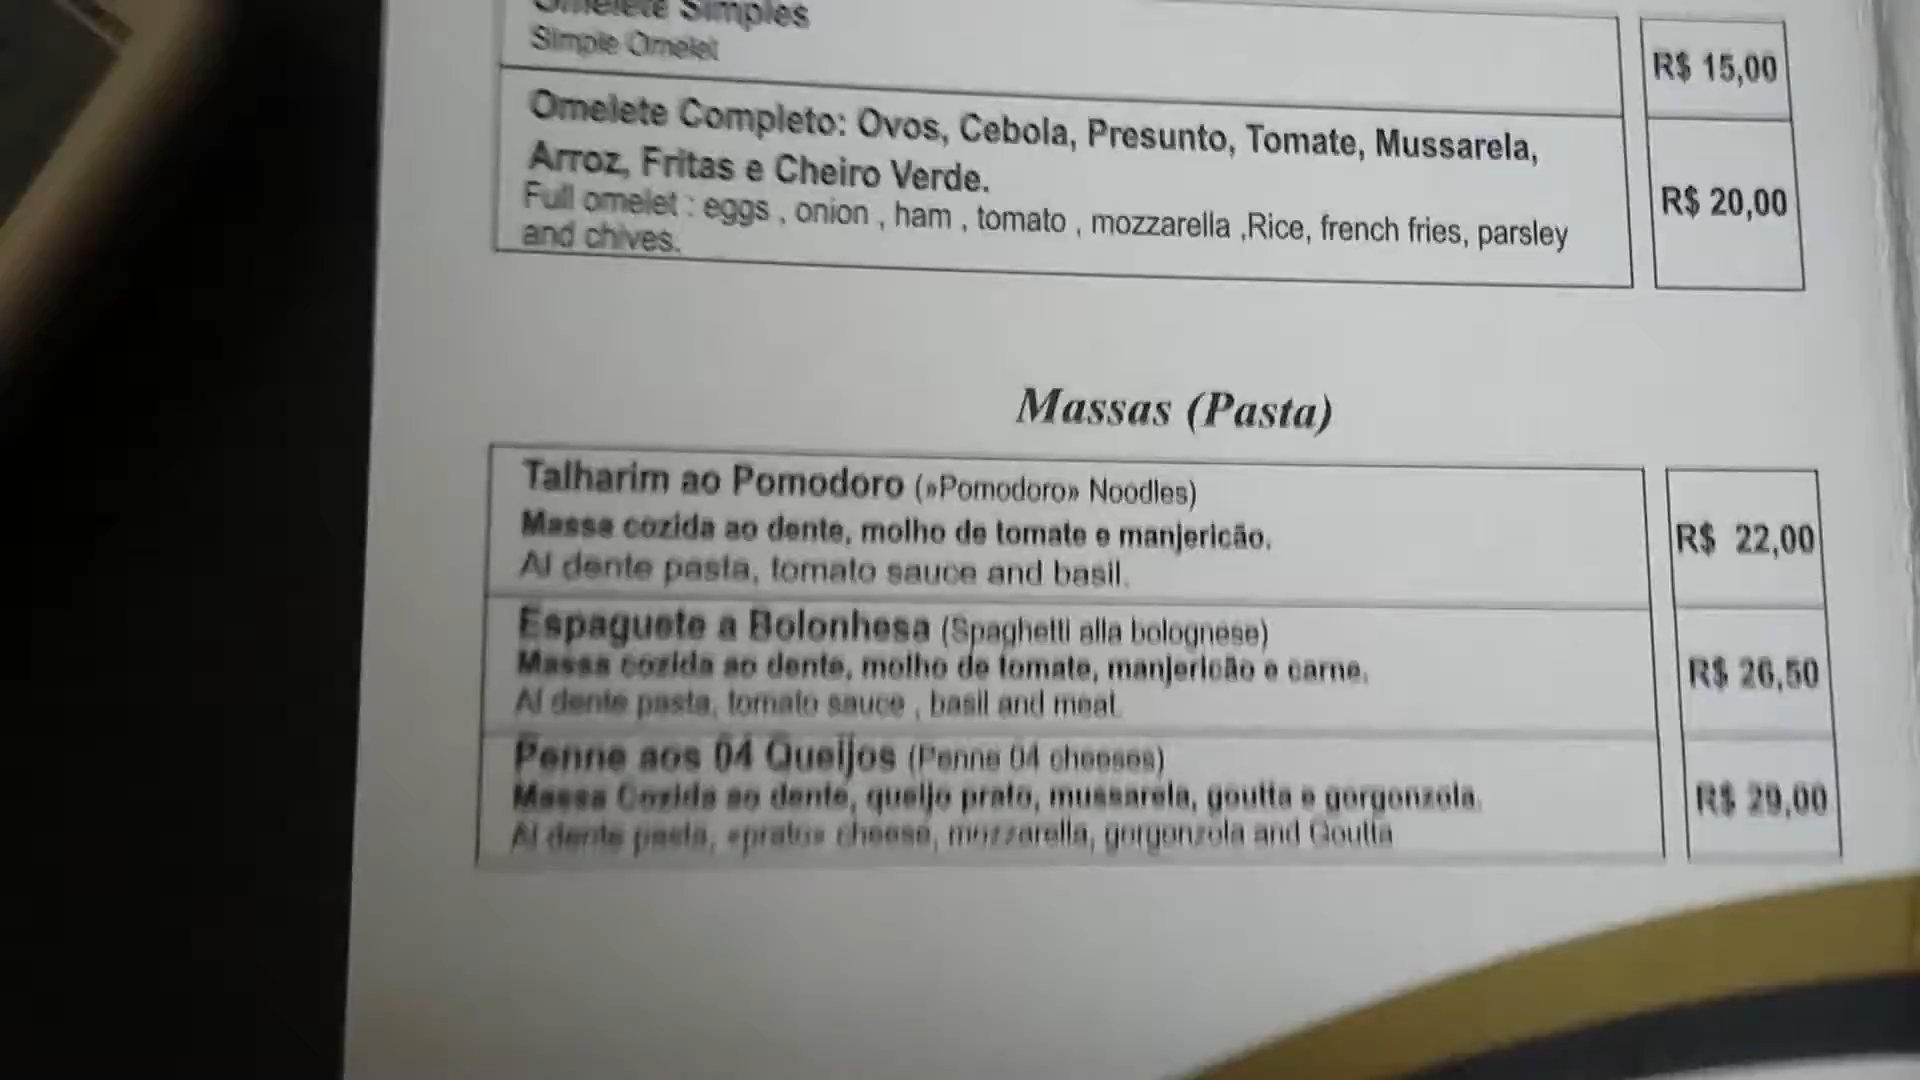 Omelete Simples
Simple Omelet
R$ 15,00
Omelete Completo: Ovos, Cebola, Presunto, Tomate, Mussarela,
Arroz, Fritas e Cheiro Verde.
Full omelet : eggs , onion , ham , tomato , mozzarella ,Rice, french fries, parsley
and chives.
R$ 20,00
Massas (Pasta)
Talharim ao Pomodoro («Pomodoro» Noodles)
Massa cozida ao dente, molho de tomate e manjericão.
Al dente pasta, tomato sauce and basil.
R$ 22,00
Espaguete a Bolonhesa (Spaghetti alla bolognese)
Massa cozida ao dente, molho de tomate, manjericão e carne.
Al dente pasta, tomato sauce , basil and meat.
R$ 26,50
Penne aos 04 Queijos (Penne 04 cheeses)
Massa Cozida ao dente, queijo prato, mussarela, goutta e gorgonzola.
Al dente pasta, «prato» cheese, mozzarella, gorgonzola and Goutta
R$ 29,00